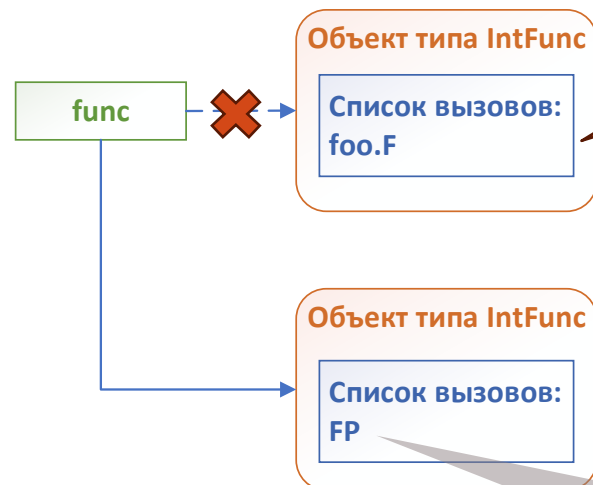 Объект типа IntFunc
func
Список вызовов:
foo.F
Объект типа IntFunc
Список вызовов:
FP